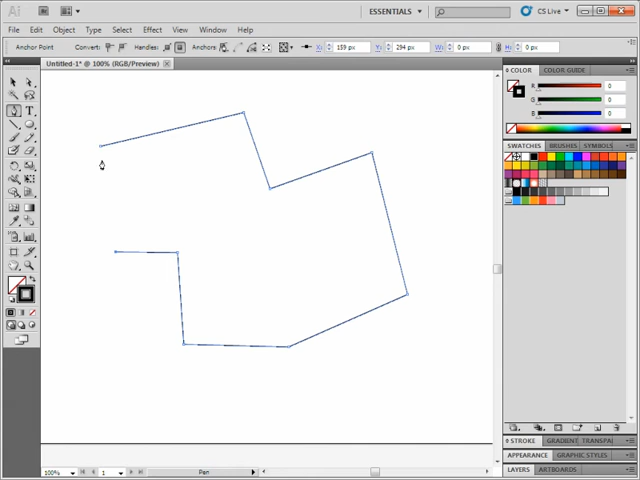 Ai
Br
ESSENTIALS
CS Live
File Edit Object Type Select Effect View Window Help
Anchor Point Convert: Handles: Anchors: X: 159 px Y: 294 px W: 0 px H: 0 px
Untitled-1* @ 100% (RGB/Preview)
COLOR COLOR GUIDE
R 0
G 0
B 0
SWATCHES BRUSHES SYMBOLS
T
STROKE GRADIENT TRANSPA
APPEARANCE GRAPHIC STYLES
LAYERS ARTBOARDS
100% 1 Pen